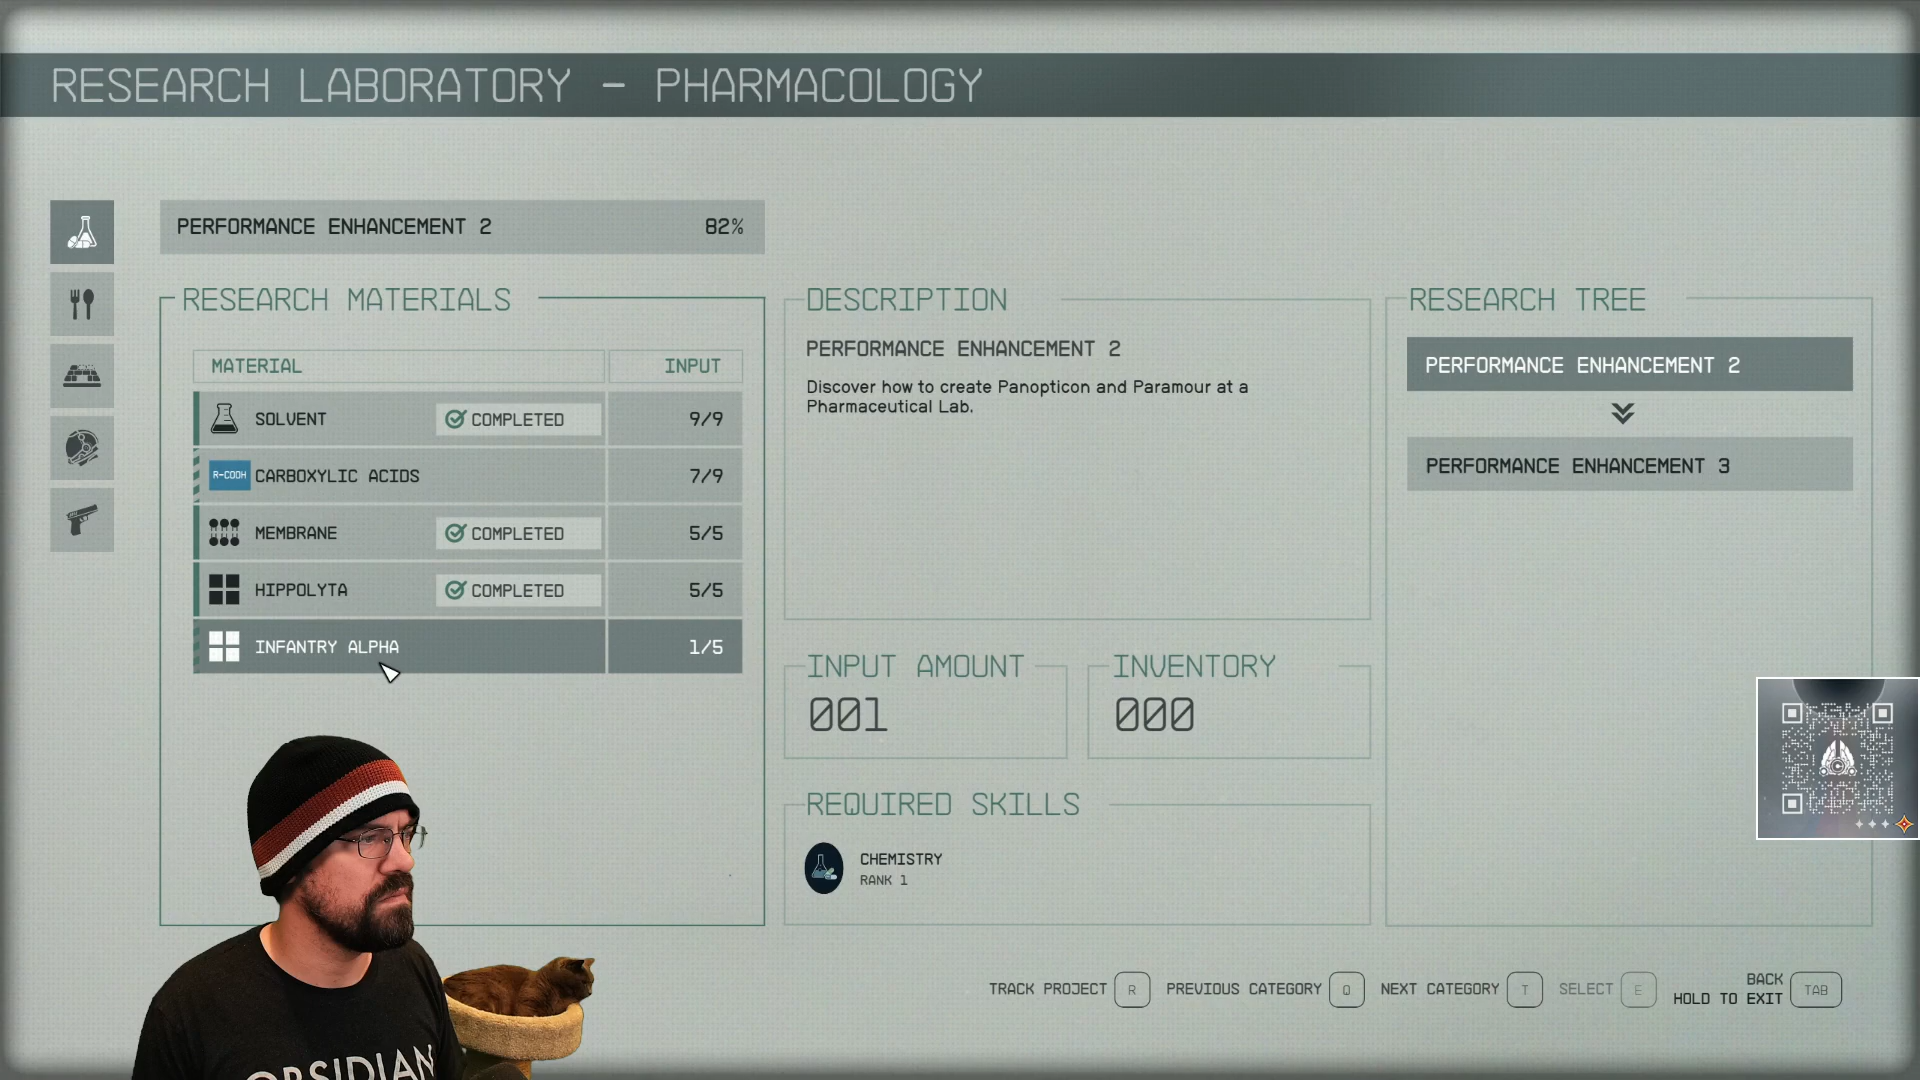 RESEARCH LABORATORY – PHARMACOLOGY
PERFORMANCE ENHANCEMENT 2 82%
RESEARCH MATERIALS
MATERIAL INPUT
SOLVENT COMPLETED 9/9
R-COOH CARBOXYLIC ACIDS 7/9
MEMBRANE COMPLETED 5/5
HIPPOLYTA COMPLETED 5/5
INFANTRY ALPHA 1/5
DESCRIPTION
PERFORMANCE ENHANCEMENT 2
Discover how to create Panopticon and Paramour at a
Pharmaceutical Lab.
INPUT AMOUNT
001
INVENTORY
000
REQUIRED SKILLS
CHEMISTRY
RANK 1
RESEARCH TREE
PERFORMANCE ENHANCEMENT 2
PERFORMANCE ENHANCEMENT 3
OBSIDIAN
TRACK PROJECT R PREVIOUS CATEGORY Q NEXT CATEGORY T SELECT E BACK
HOLD TO EXIT TAB